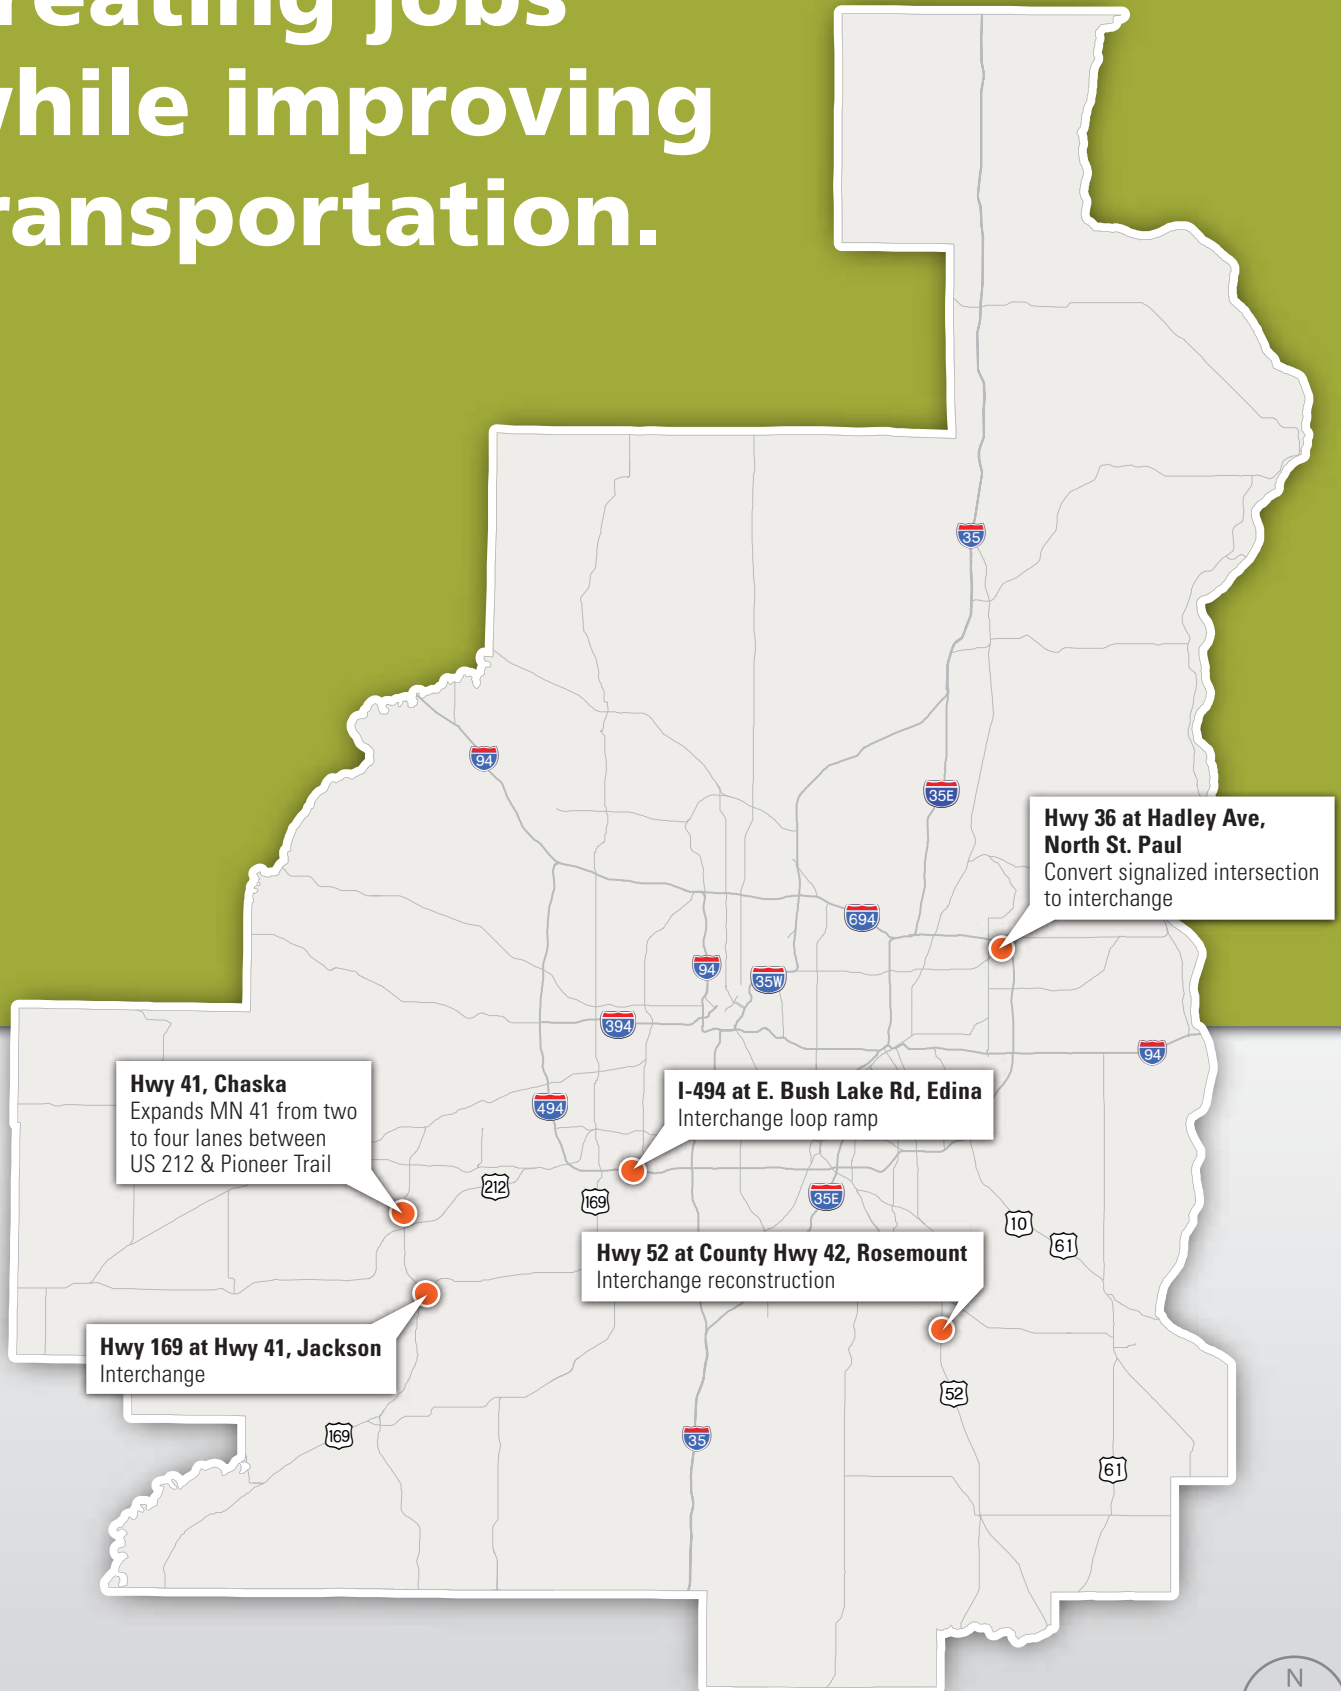 reating jobs
while improving
ransportation.
35
94
35E
Hwy 36 at Hadley Ave,
North St. Paul
Convert signalized intersection
to interchange
694
94
35W
394
94
Hwy 41, Chaska
Expands MN 41 from two
to four lanes between
US 212 & Pioneer Trail
I-494 at E. Bush Lake Rd, Edina
Interchange loop ramp
494
212
169
35E
10
61
Hwy 52 at County Hwy 42, Rosemount
Interchange reconstruction
Hwy 169 at Hwy 41, Jackson
Interchange
52
169
35
61
N